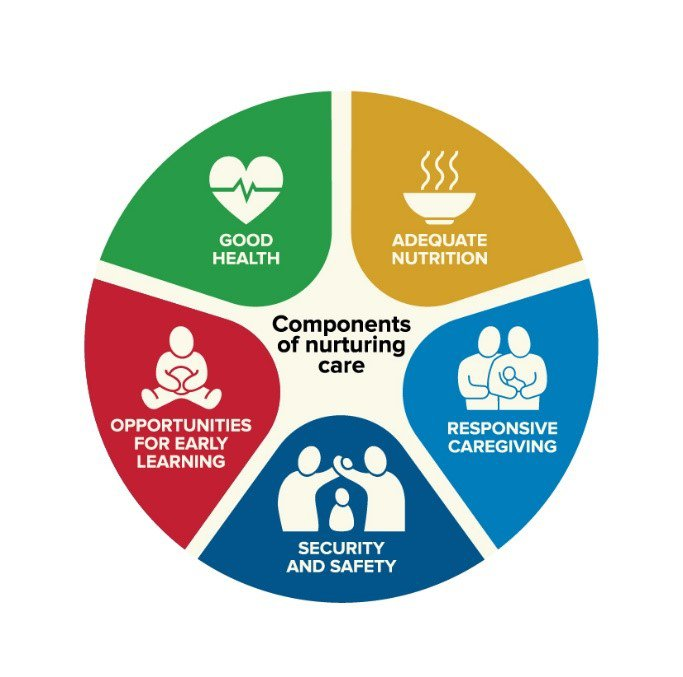 GOOD
HEALTH
ADEQUATE
NUTRITION
Components
of nurturing
care
OPPORTUNITIES
FOR EARLY
LEARNING
RESPONSIVE
CAREGIVING
SECURITY
AND SAFETY